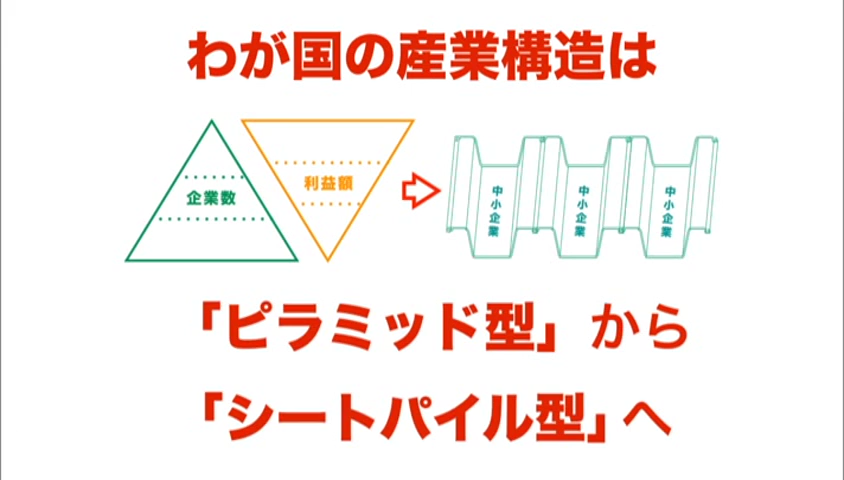 わが国の産業構造は
企業数
利益額
中小企業
中小企業
中小企業
「ピラミッド型」から
「シートパイル型」へ